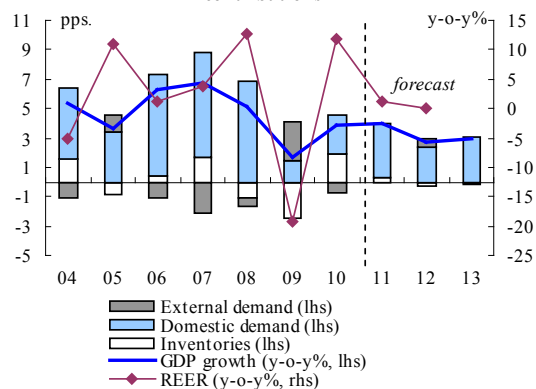 pps.
y-o-y%
11
9
7
5
3
1
-1
-3
-5
15
10
5
0
-5
-10
-15
-20
-25
forecast
04 05 06 07 08 09 10 11 12 13
External demand (lhs)
Domestic demand (lhs)
Inventories (lhs)
GDP growth (y-o-y%, lhs)
REER (y-o-y%, rhs)